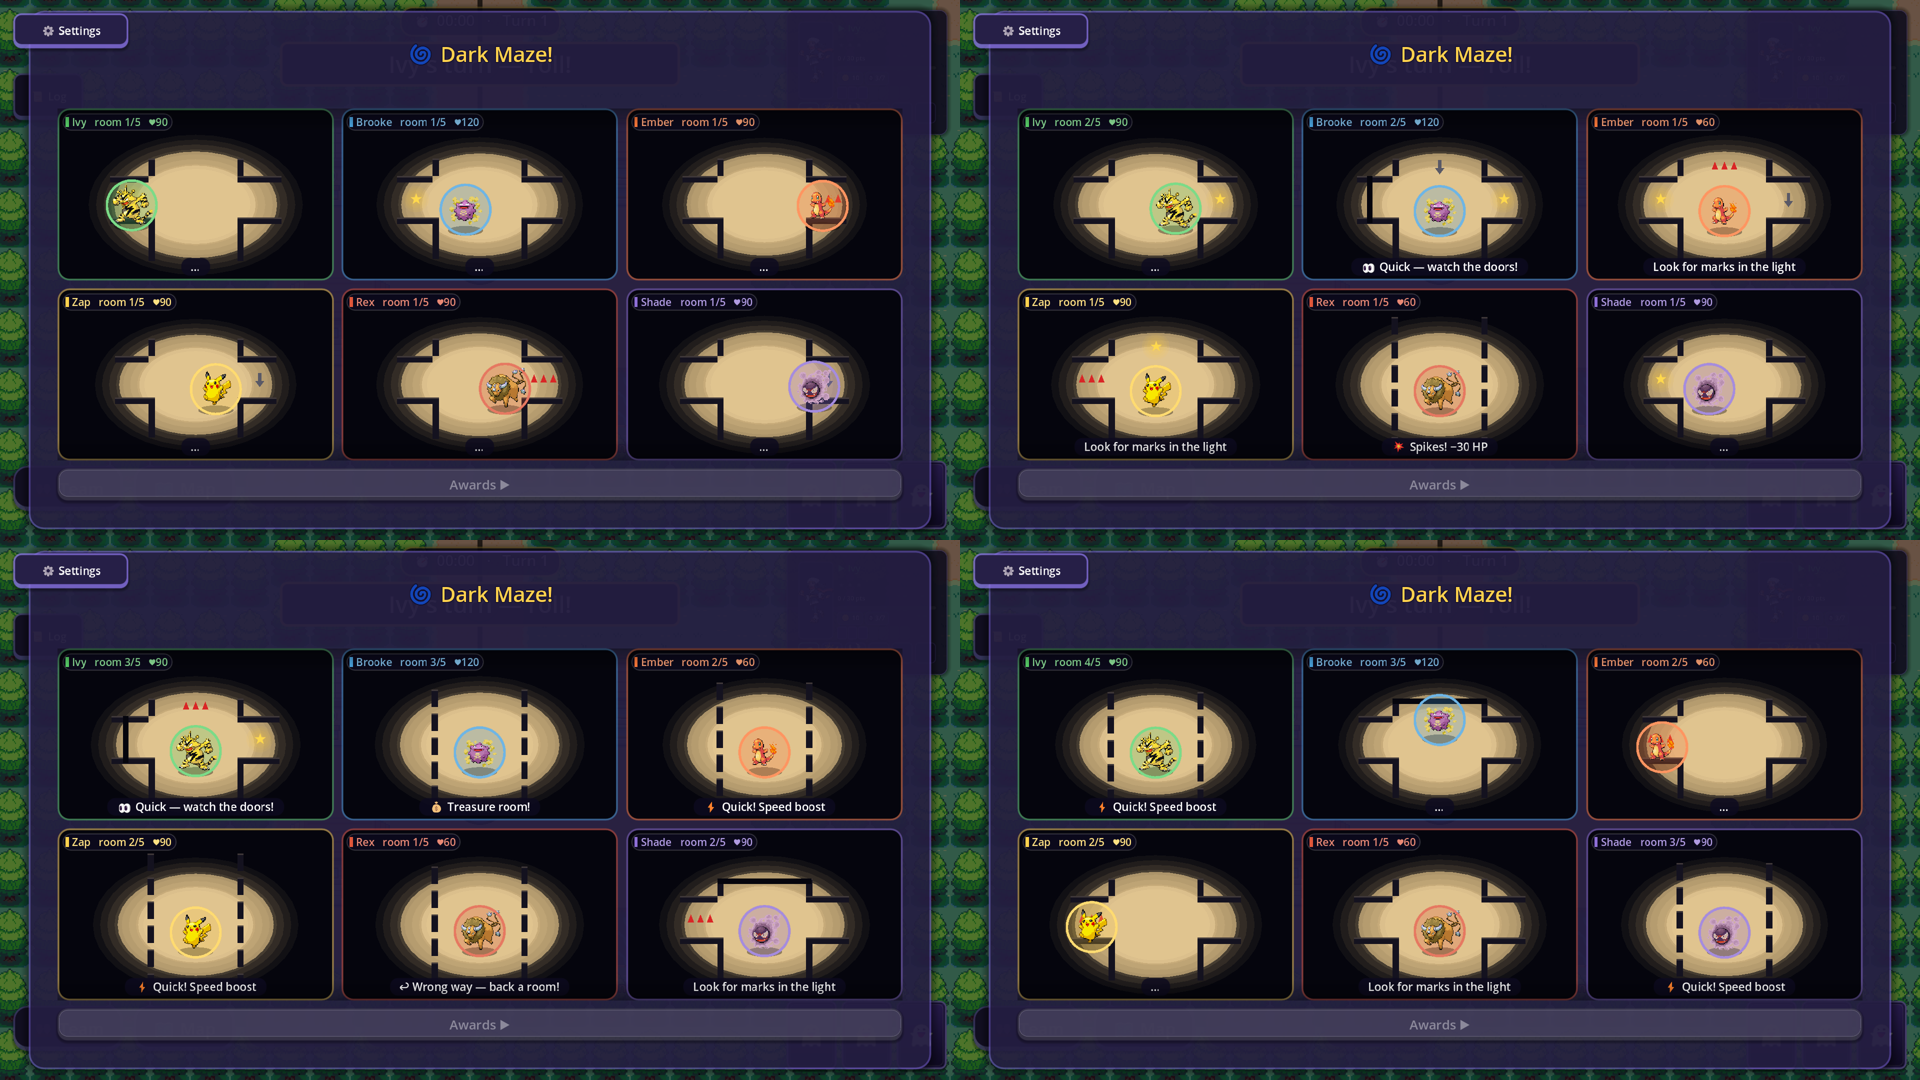 Settings
Dark Maze!
Ivy room 1/5 ♥90
Brooke room 1/5 ♥120
Ember room 1/5 ♥90
...
...
...
Zap room 1/5 ♥90
Rex room 1/5 ♥90
Shade room 1/5 ♥90
...
...
...
Awards ▶
Settings
Dark Maze!
Ivy room 2/5 ♥90
Brooke room 2/5 ♥120
Ember room 1/5 ♥60
...
Quick — watch the doors!
Look for marks in the light
Zap room 1/5 ♥90
Rex room 1/5 ♥60
Shade room 1/5 ♥90
Look for marks in the light
Spikes! −30 HP
...
Awards ▶
Settings
Dark Maze!
Ivy room 3/5 ♥90
Brooke room 3/5 ♥120
Ember room 2/5 ♥60
Quick — watch the doors!
Treasure room!
Quick! Speed boost
Zap room 2/5 ♥90
Rex room 1/5 ♥60
Shade room 2/5 ♥90
Quick! Speed boost
Wrong way — back a room!
Look for marks in the light
Awards ▶
Settings
Dark Maze!
Ivy room 4/5 ♥90
Brooke room 3/5 ♥120
Ember room 2/5 ♥60
Quick! Speed boost
...
...
Zap room 2/5 ♥90
Rex room 1/5 ♥60
Shade room 3/5 ♥90
...
Look for marks in the light
Quick! Speed boost
Awards ▶